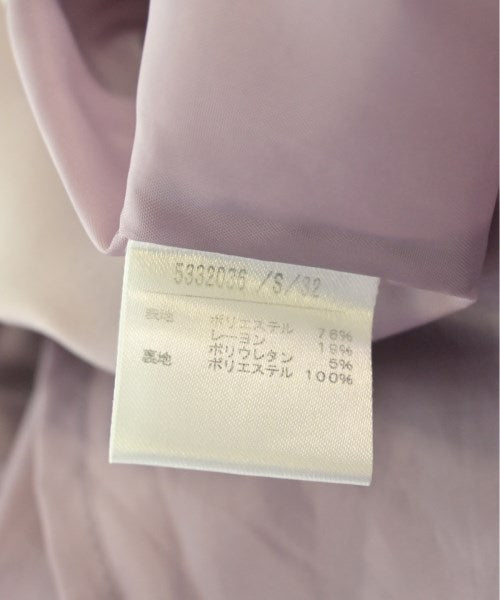 5332036 /S/32
表地 ポリエステル 76%
レーヨン 19%
ポリウレタン 5%
裏地 ポリエステル 100%